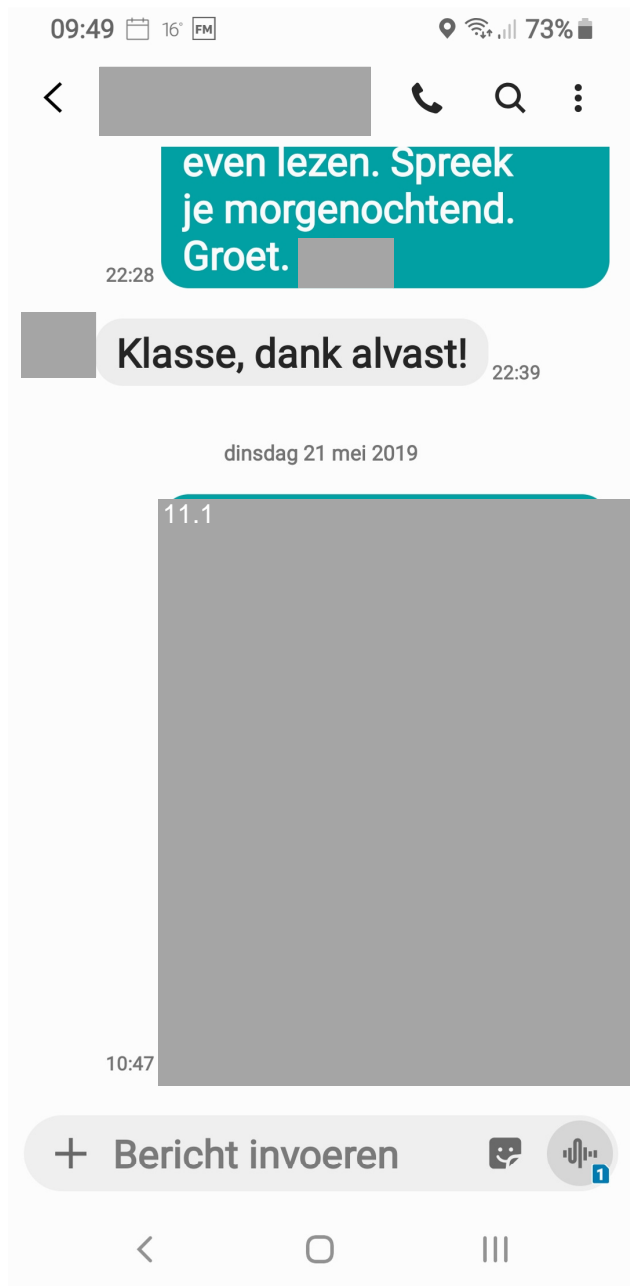 09:49 16° FM 73%
even lezen. Spreek
je morgenochtend.
Groet.
22:28
Klasse, dank alvast!
22:39
dinsdag 21 mei 2019
11.1
10:47
Bericht invoeren
1